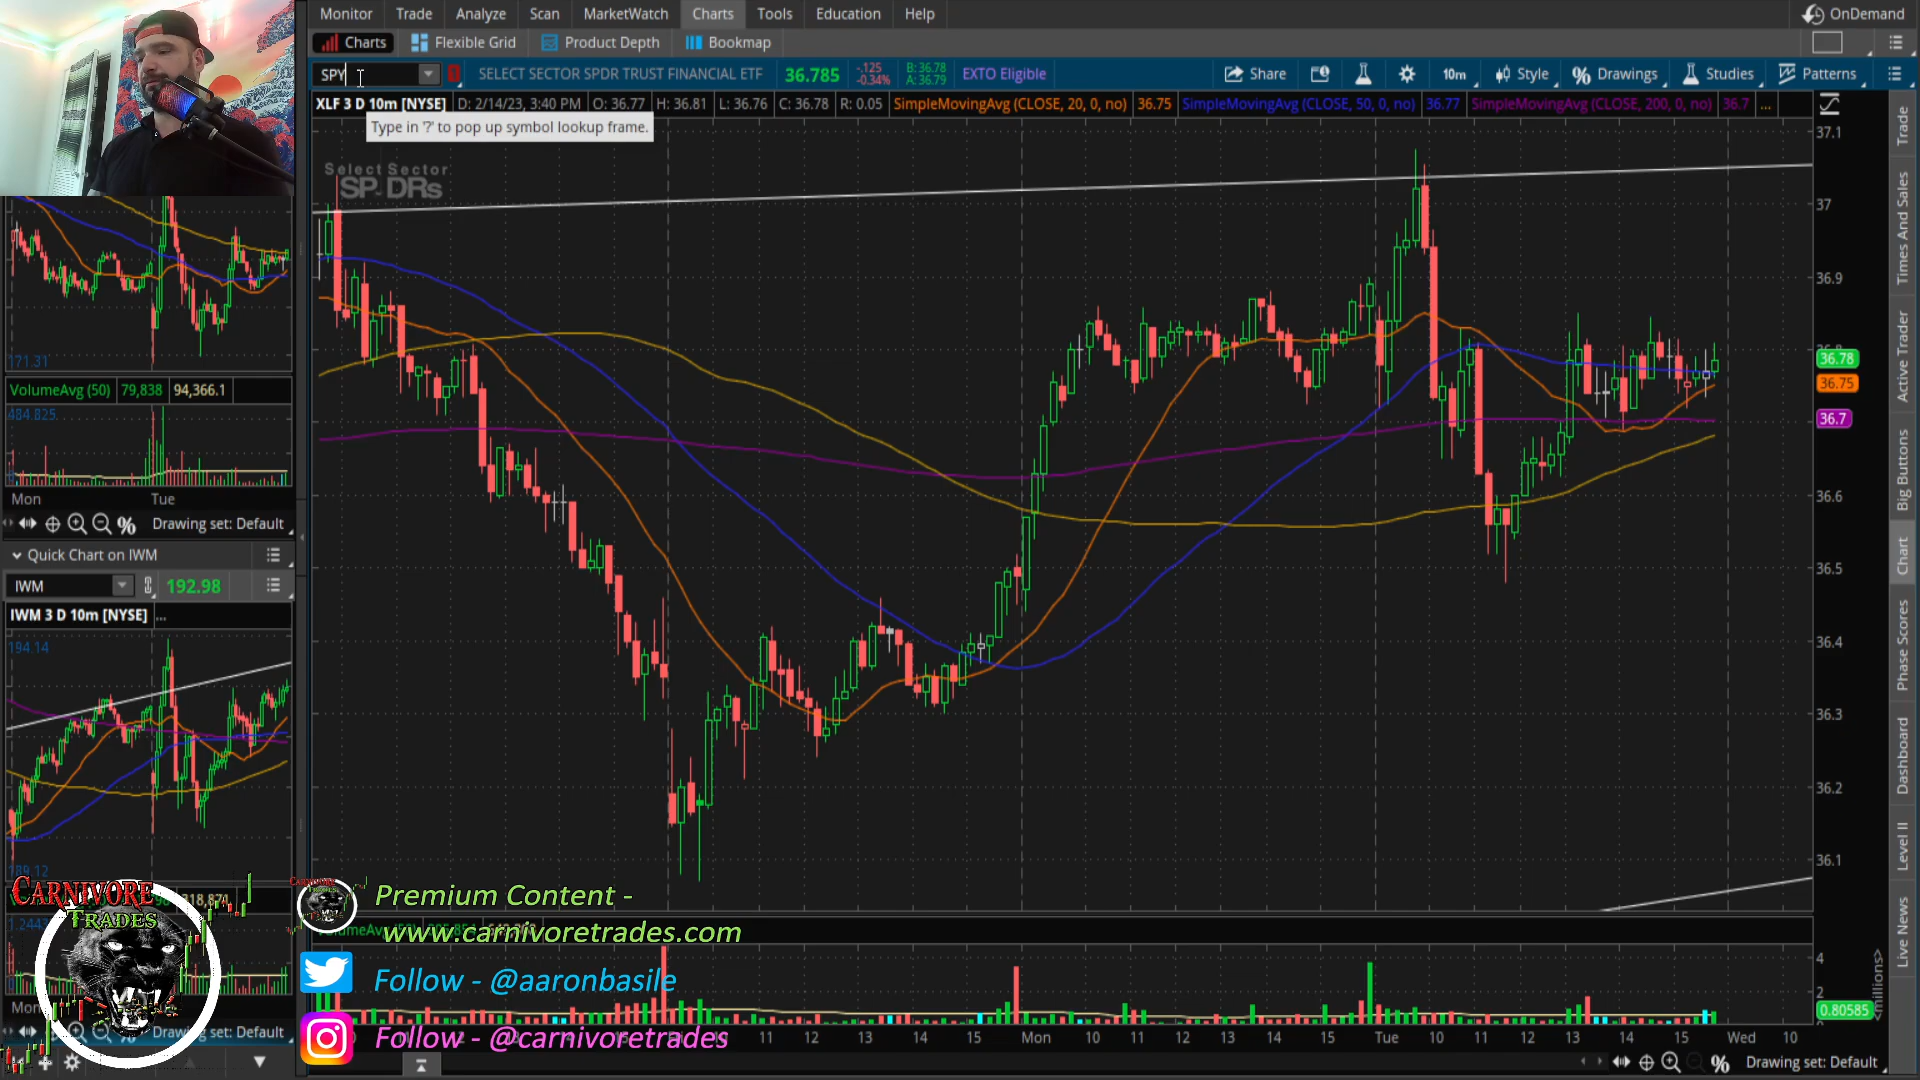 Monitor Trade Analyze Scan MarketWatch Charts Tools Education Help OnDemand
Charts Flexible Grid Product Depth Bookmap
SPY SELECT SECTOR SPDR TRUST FINANCIAL ETF 36.785 -.125 -0.34% B: 36.78 A: 36.79 EXTO Eligible Share 10m Style Drawings Studies Patterns
XLF 3 D 10m [NYSE] D: 2/14/23, 3:40 PM O: 36.77 H: 36.81 L: 36.76 C: 36.78 R: 0.05 SimpleMovingAvg (CLOSE, 20, 0, no) 36.75 SimpleMovingAvg (CLOSE, 50, 0, no) 36.77 SimpleMovingAvg (CLOSE, 200, 0, no) 36.7 ...
Type in '?' to pop up symbol lookup frame.
Select Sector
SPDRs
37.1
37
36.9
36.78
36.75
36.7
36.6
36.5
36.4
36.3
36.2
36.1
4
2
0.80585
<millions>
171.31
VolumeAvg (50) 79,838 94,366.1
484.825
Mon Tue
Drawing set: Default
Quick Chart on IWM
IWM 192.98
IWM 3 D 10m [NYSE] ...
194.14
189.12
CARNIVORE
TRADES
Drawing set: Default
Premium Content -
www.carnivoretrades.com
Follow - @aaronbasile
Follow - @carnivoretrades
12 13 14 15 Mon 10 11 12 13 14 15 Tue 10 11 12 13 14 15 Wed 10
Drawing set: Default
Trade
Times And Sales
Active Trader
Big Buttons
Chart
Phase Scores
Dashboard
Level II
Live News